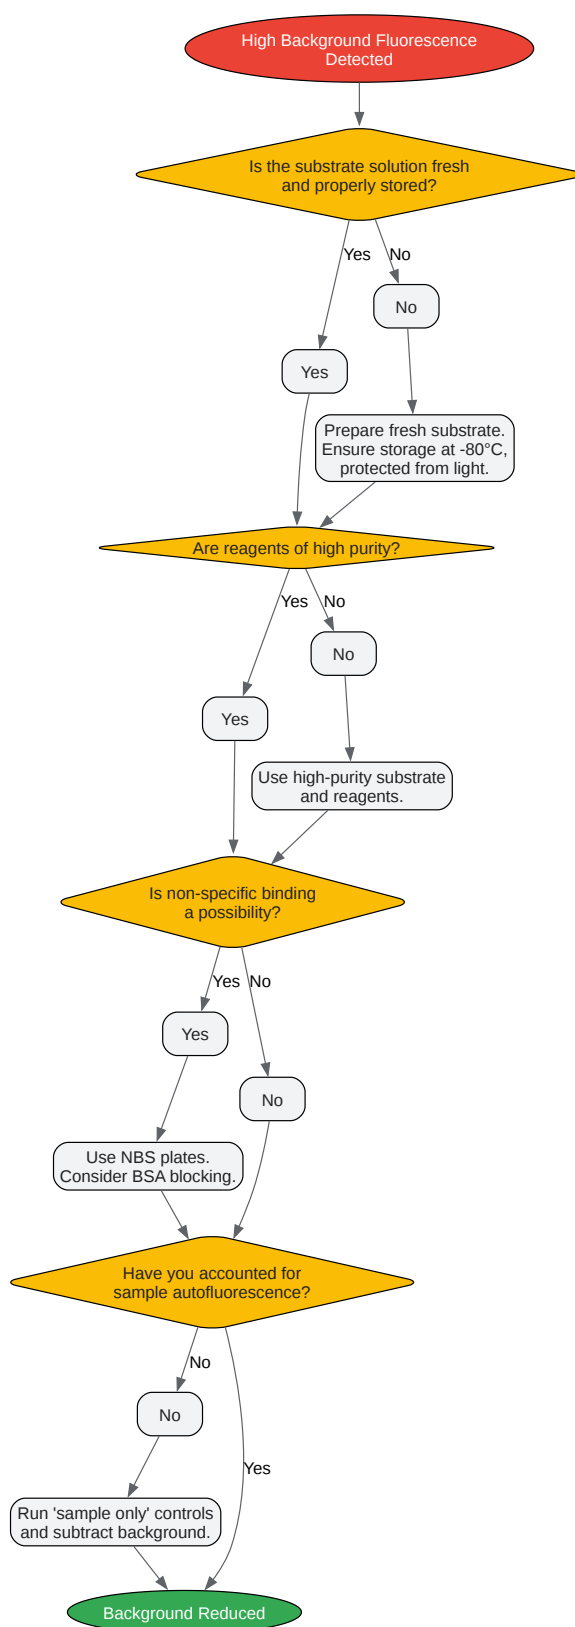 High Background Fluorescence
Detected
Is the substrate solution fresh
and properly stored?
Yes
No
No
Yes
Prepare fresh substrate.
Ensure storage at -80°C,
protected from light.
Are reagents of high purity?
Yes
No
No
Yes
Use high-purity substrate
and reagents.
Is non-specific binding
a possibility?
Yes
No
Yes
No
Use NBS plates.
Consider BSA blocking.
Have you accounted for
sample autofluorescence?
No
No
Yes
Run 'sample only' controls
and subtract background.
Background Reduced